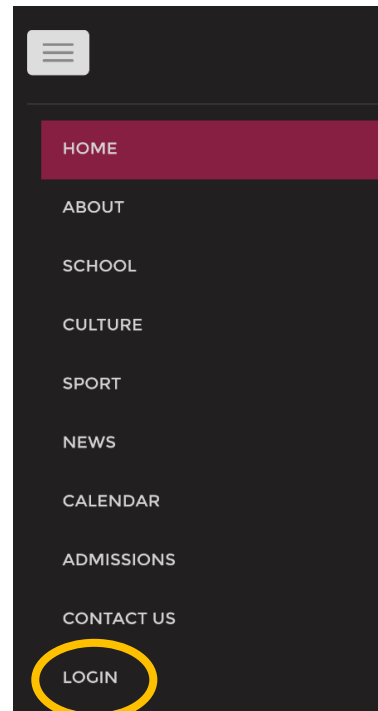 HOME
ABOUT
SCHOOL
CULTURE
SPORT
NEWS
CALENDAR
ADMISSIONS
CONTACT US
LOGIN